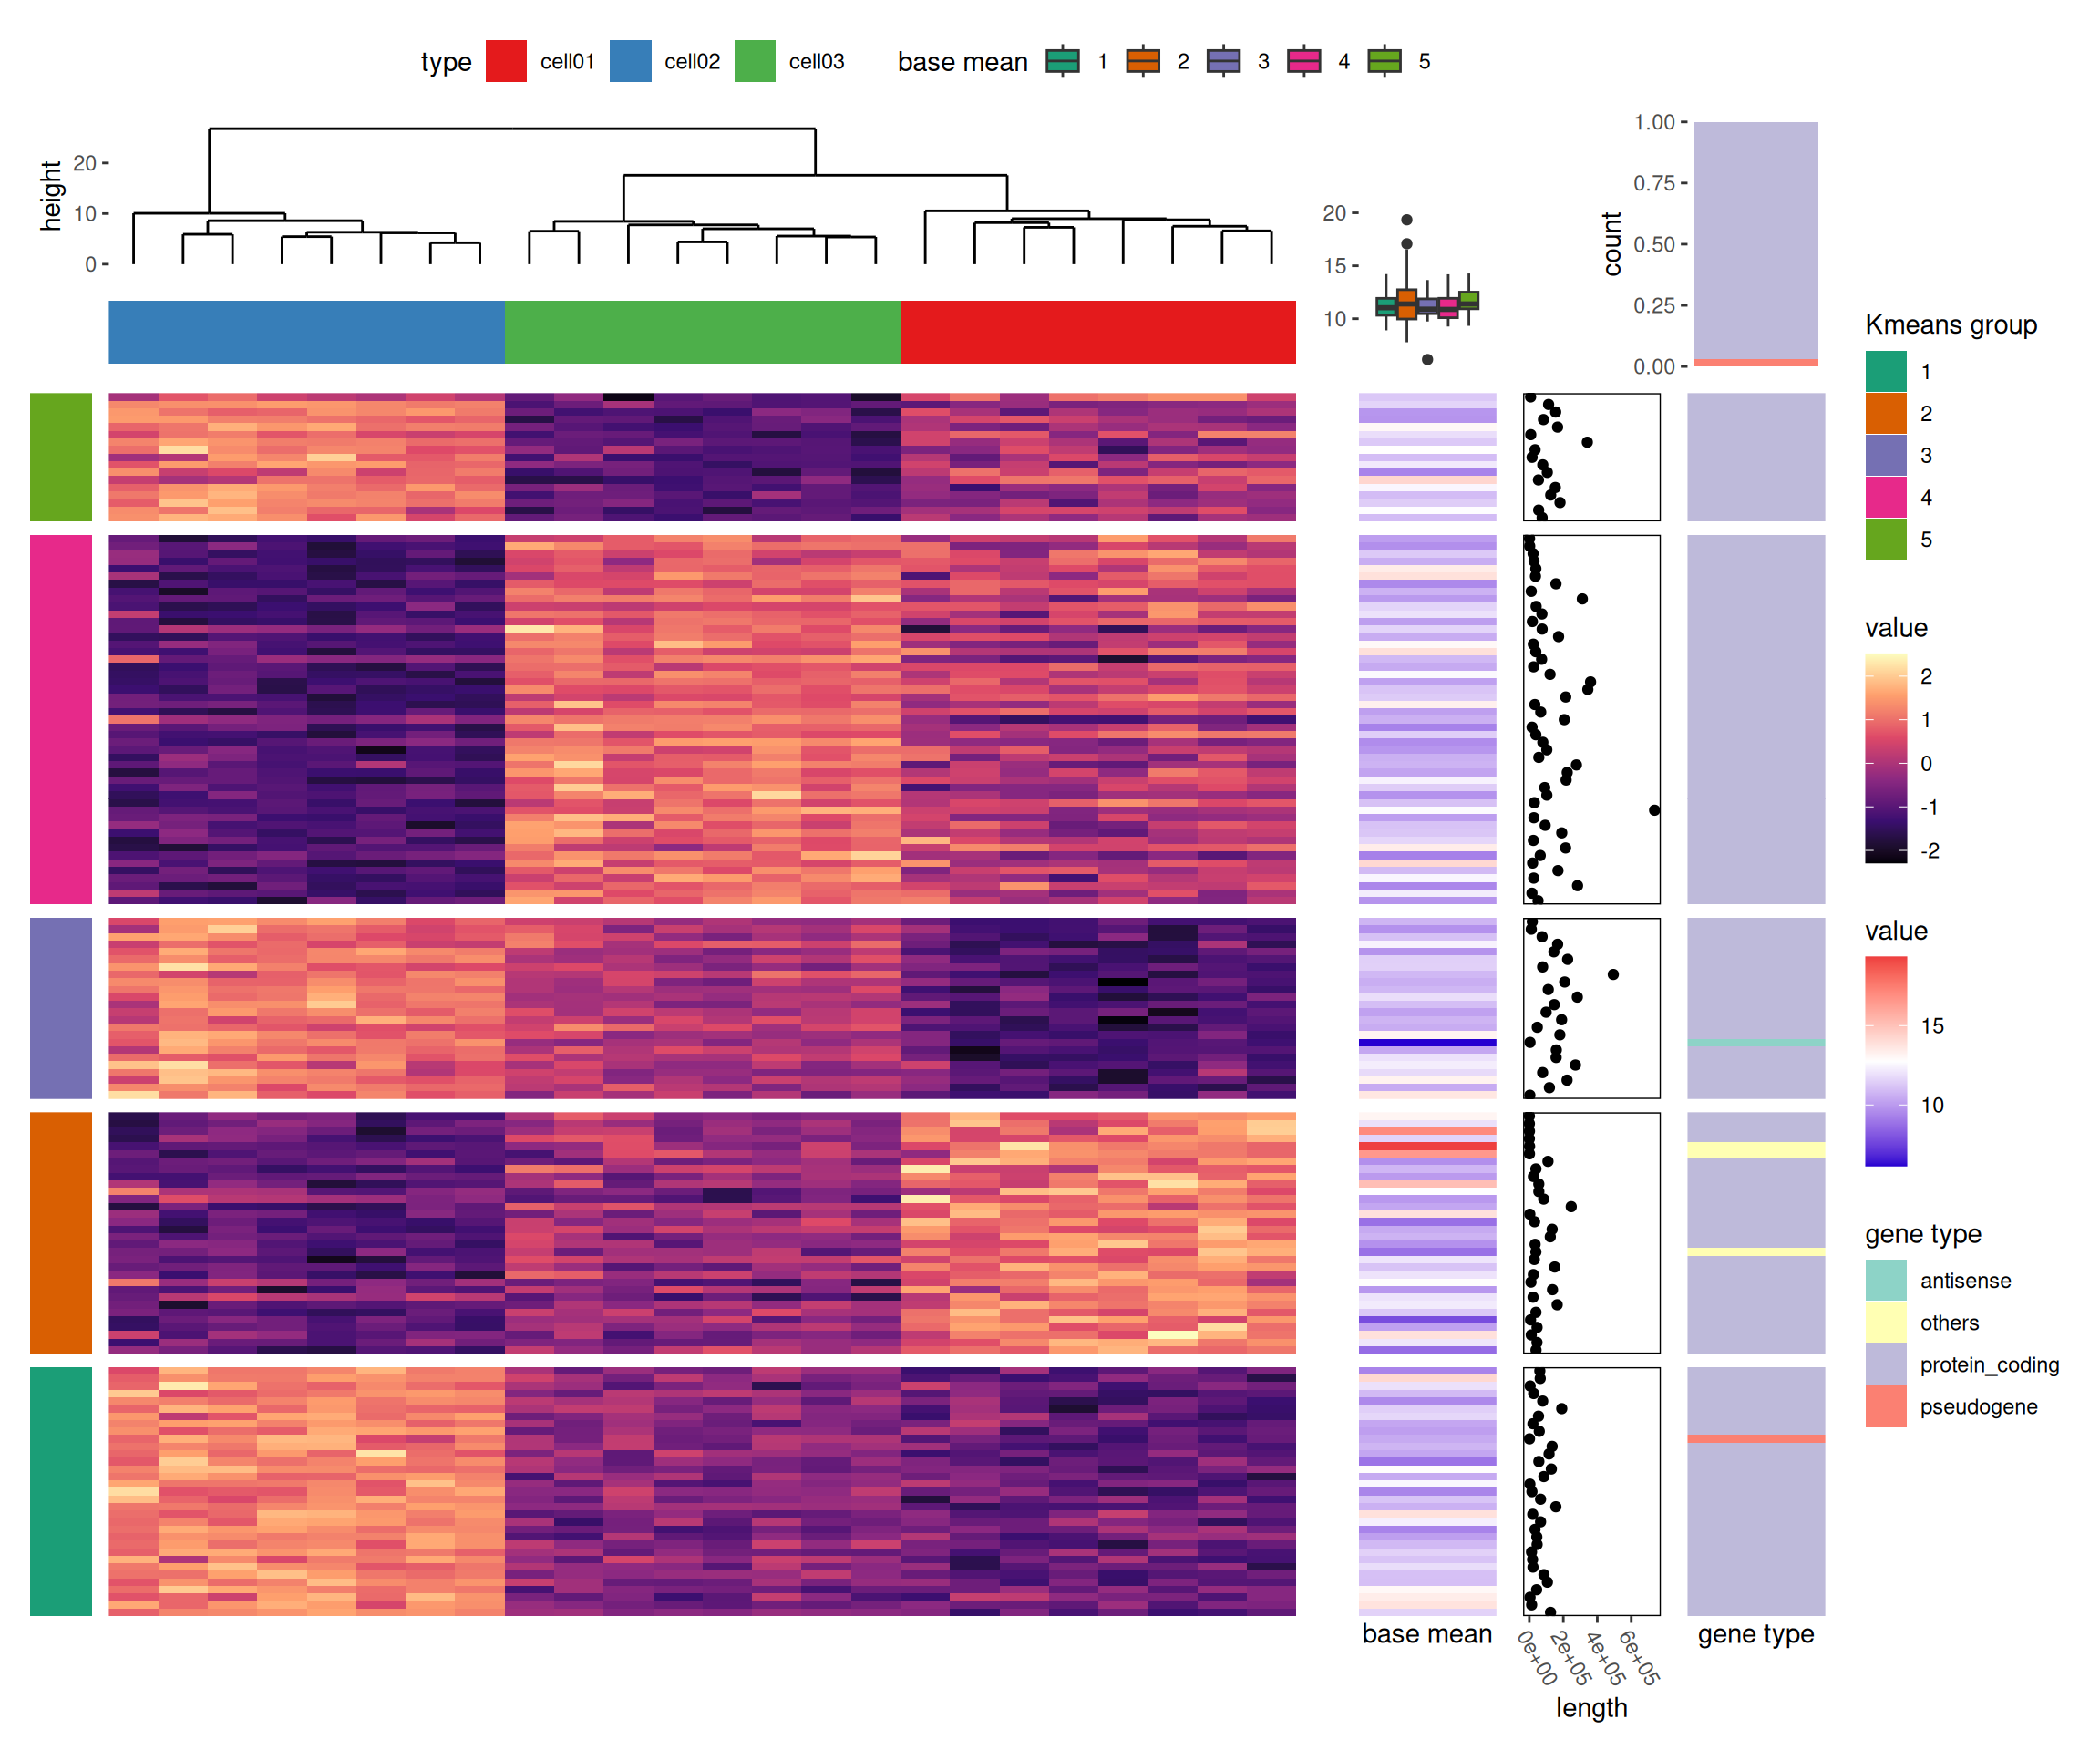 type cell01 cell02 cell03 base mean 1 2 3 4 5
height
20
10
0
20
15
10
count
1.00
0.75
0.50
0.25
0.00
Kmeans group
1
2
3
4
5
value
2
1
0
-1
-2
value
15
10
gene type
antisense
others
protein_coding
pseudogene
base mean
0e+00 2e+05 4e+05 6e+05
length
gene type